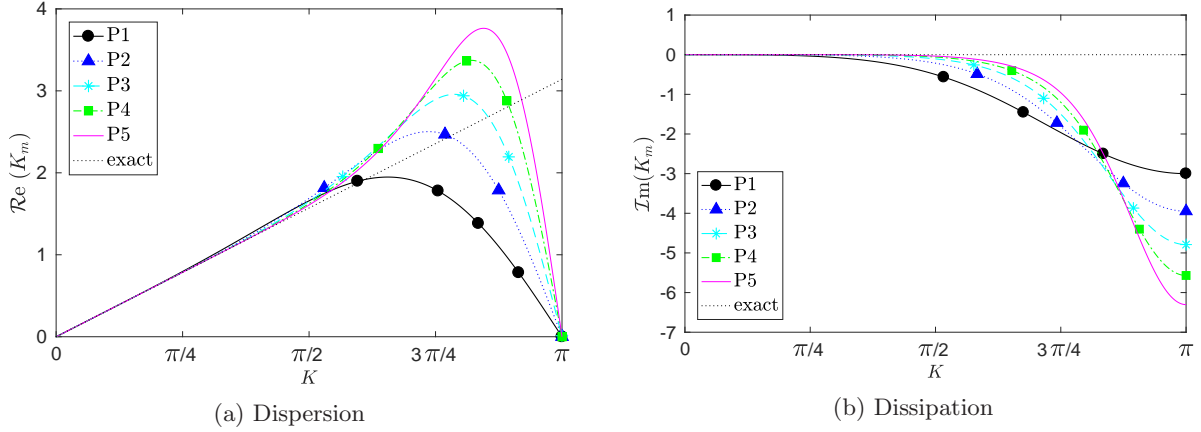 4
3
2
1
0
ℛe (K_m)
P1
P2
P3
P4
P5
exact
0
π/4
π/2
3 π/4
π
K
(a) Dispersion
1
0
-1
-2
-3
-4
-5
-6
-7
ℐm(K_m)
P1
P2
P3
P4
P5
exact
0
π/4
π/2
3 π/4
π
K
(b) Dissipation